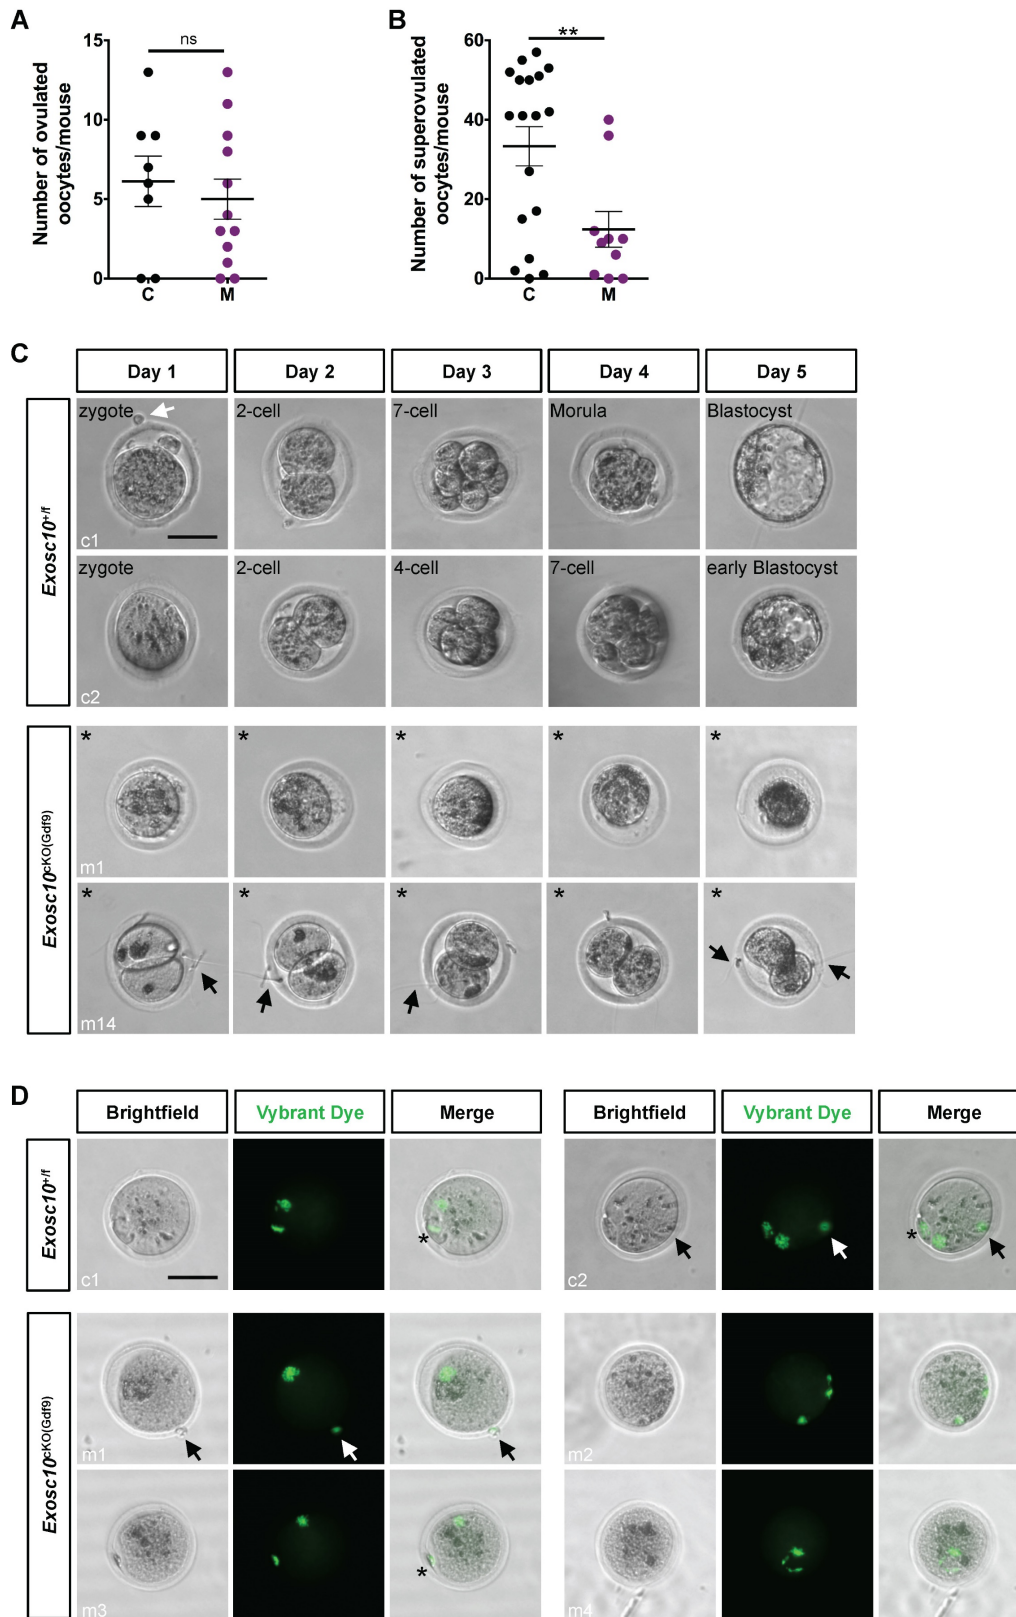 A
Number of ovulated
oocytes/mouse
15
10
5
0
ns
C
M
B
Number of superovulated
oocytes/mouse
60
40
20
0
**
C
M
C
Day 1
Day 2
Day 3
Day 4
Day 5
Exosc10+/f
zygote
2-cell
7-cell
Morula
Blastocyst
c1
zygote
2-cell
4-cell
7-cell
early Blastocyst
c2
Exosc10cKO(Gdf9)
*
*
*
*
*
m1
*
*
*
*
*
m14
D
Brightfield
Vybrant Dye
Merge
Brightfield
Vybrant Dye
Merge
Exosc10+/f
c1
*
c2
*
Exosc10cKO(Gdf9)
m1
m2
m3
*
m4